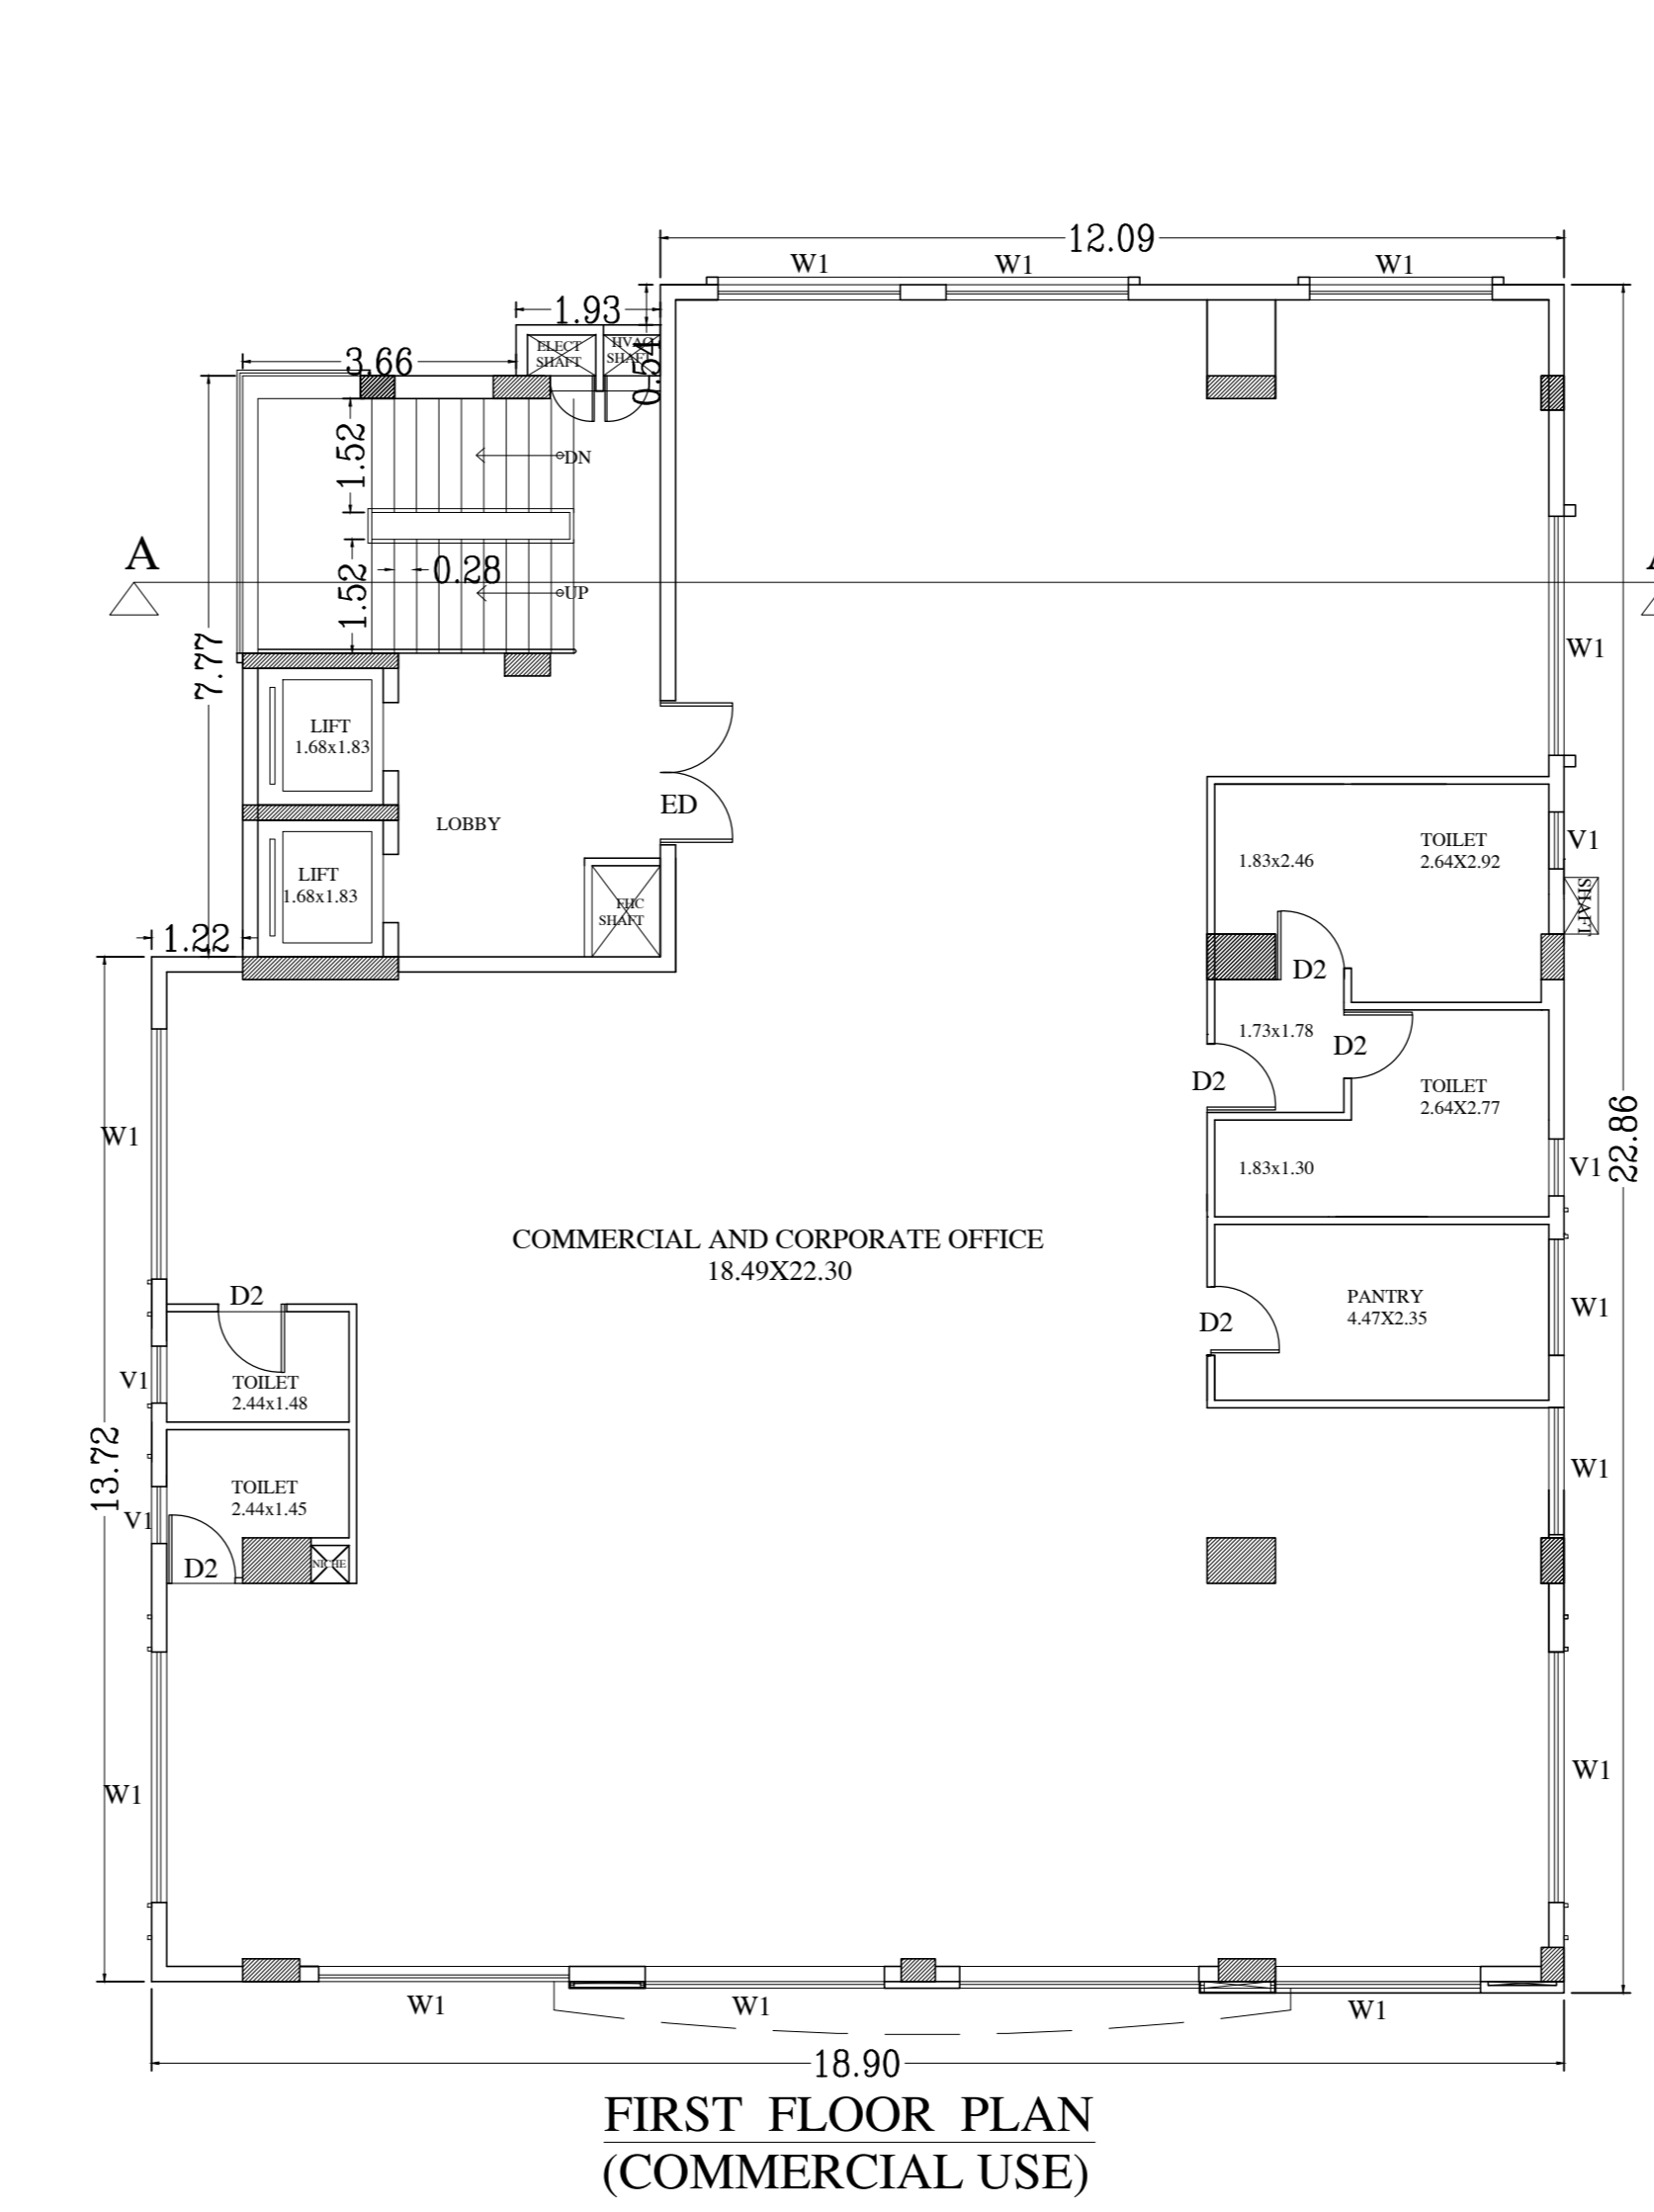 12.09
W1
W1
W1
1.93
ELECT
SHAFT
HVAC
SHAFT
0.54
3.66
1.52
DN
A
0.28
1.52
UP
7.77
W1
LIFT
1.68x1.83
ED
LOBBY
TOILET
2.64X2.92
V1
1.83x2.46
LIFT
1.68x1.83
FHC
SHAFT
SHAFT
1.22
D2
1.73x1.78
D2
D2
TOILET
2.64X2.77
22.86
W1
V1
1.83x1.30
COMMERCIAL AND CORPORATE OFFICE
18.49X22.30
D2
PANTRY
4.47X2.35
W1
D2
V1
TOILET
2.44x1.48
13.72
W1
TOILET
2.44x1.45
V1
D2
NICHE
W1
W1
W1
W1
W1
18.90
FIRST FLOOR PLAN
(COMMERCIAL USE)